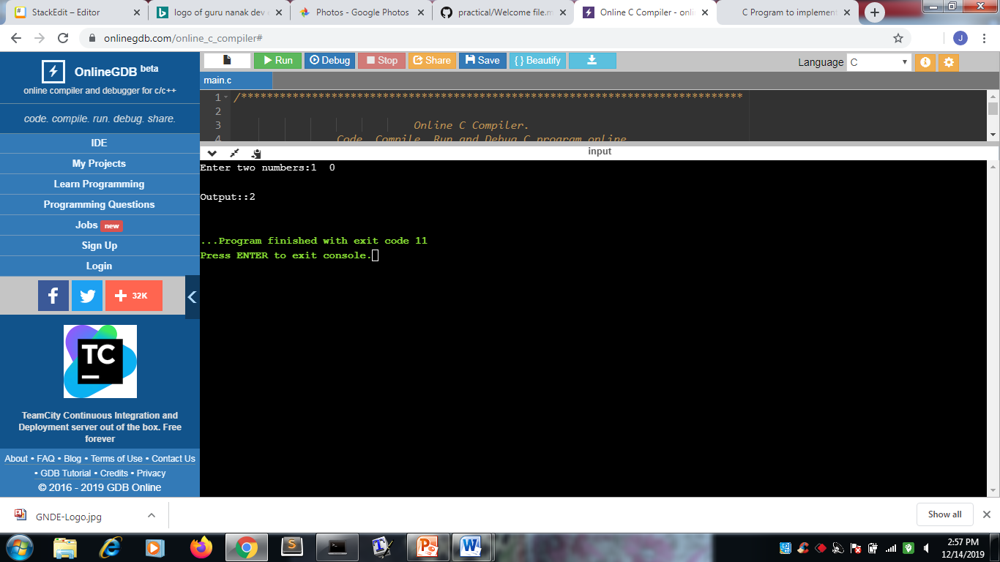 StackEdit – Editor
logo of guru nanak dev
Photos - Google Photos
practical/Welcome file.m
Online C Compiler - onli
C Program to implement
onlinegdb.com/online_c_compiler#
J
OnlineGDB beta
online compiler and debugger for c/c++
code. compile. run. debug. share.
IDE
My Projects
Learn Programming
Programming Questions
Jobs new
Sign Up
Login
32K
TC
TeamCity Continuous Integration and
Deployment server out of the box. Free
forever
About • FAQ • Blog • Terms of Use • Contact Us
• GDB Tutorial • Credits • Privacy
© 2016 - 2019 GDB Online
Run Debug Stop Share Save { } Beautify
Language C
main.c
1 /******************************************************************************
2
3 Online C Compiler.
4 Code, Compile, Run and Debug C program online
input
Enter two numbers:1 0
Output::2
...Program finished with exit code 11
Press ENTER to exit console.
GNDE-Logo.jpg
Show all
2:57 PM
12/14/2019